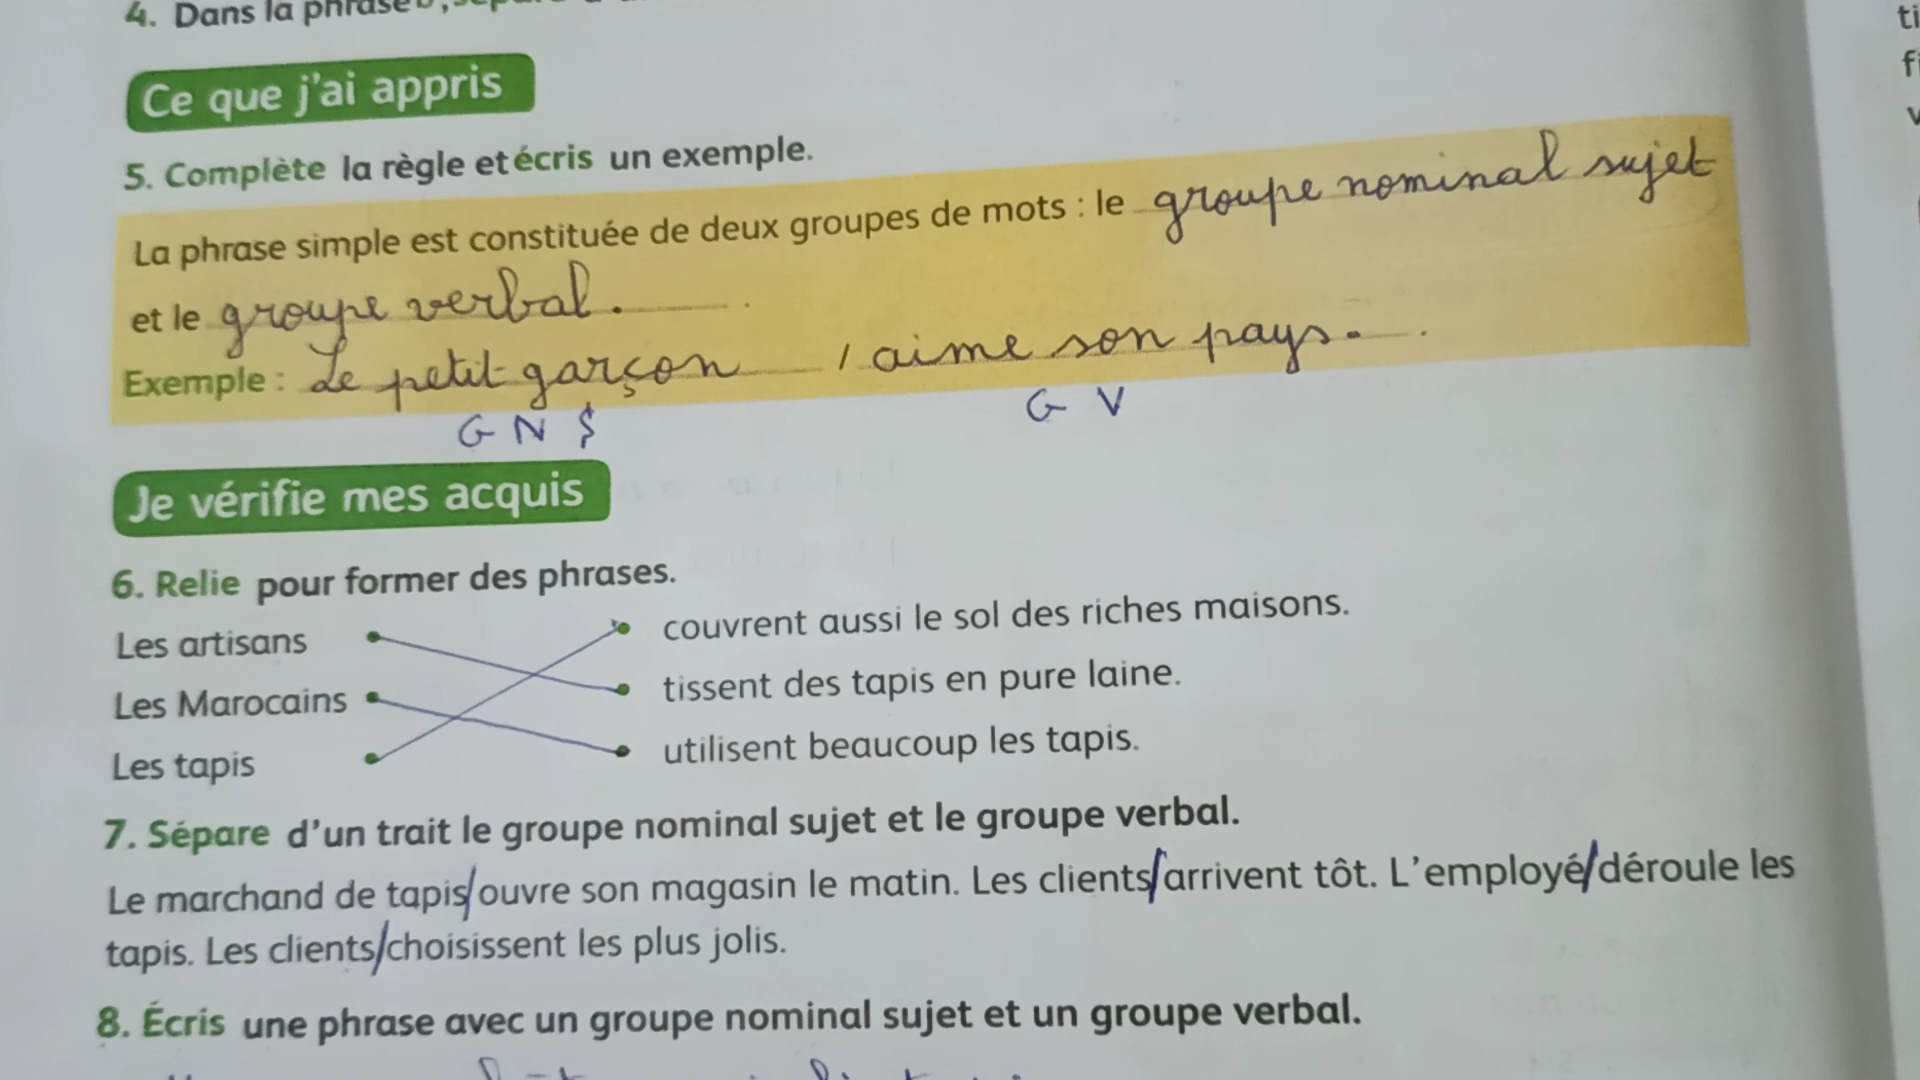 4. Dans la phrase b,
Ce que j'ai appris
5. Complète la règle et écris un exemple.
La phrase simple est constituée de deux groupes de mots : le groupe nominal sujet
et le groupe verbal.
Exemple : Le petit garçon / aime son pays.
G N S G V
Je vérifie mes acquis
6. Relie pour former des phrases.
Les artisans couvrent aussi le sol des riches maisons.
Les Marocains tissent des tapis en pure laine.
Les tapis utilisent beaucoup les tapis.
7. Sépare d'un trait le groupe nominal sujet et le groupe verbal.
Le marchand de tapis/ouvre son magasin le matin. Les clients/arrivent tôt. L'employé/déroule les
tapis. Les clients/choisissent les plus jolis.
8. Écris une phrase avec un groupe nominal sujet et un groupe verbal.